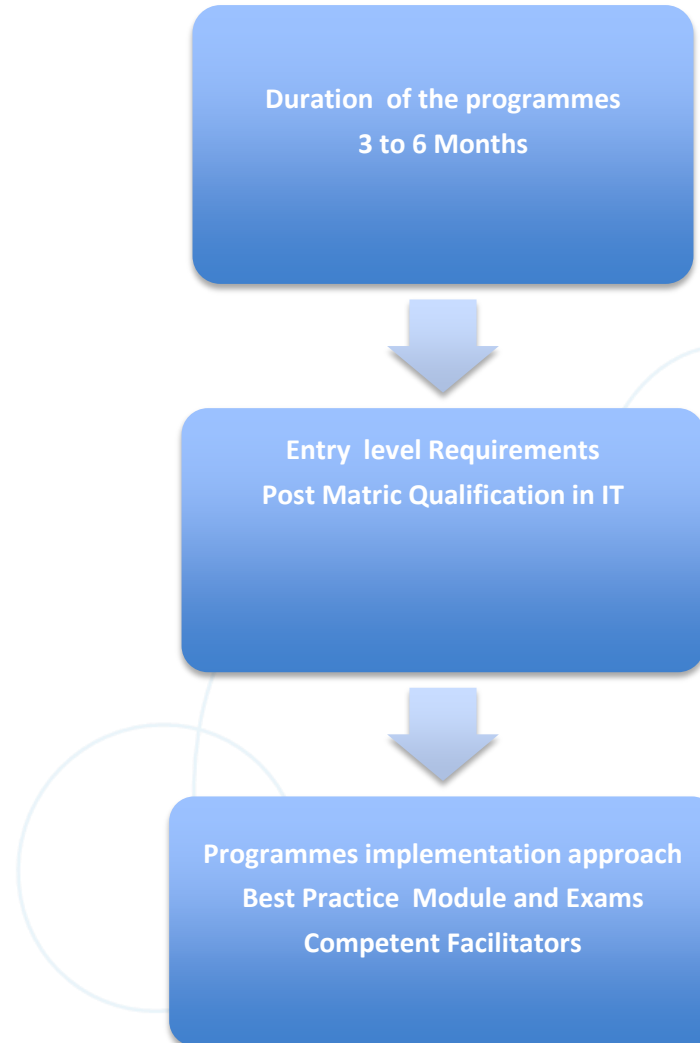 Duration of the programmes
3 to 6 Months
Entry level Requirements
Post Matric Qualification in IT
Programmes implementation approach
Best Practice Module and Exams
Competent Facilitators